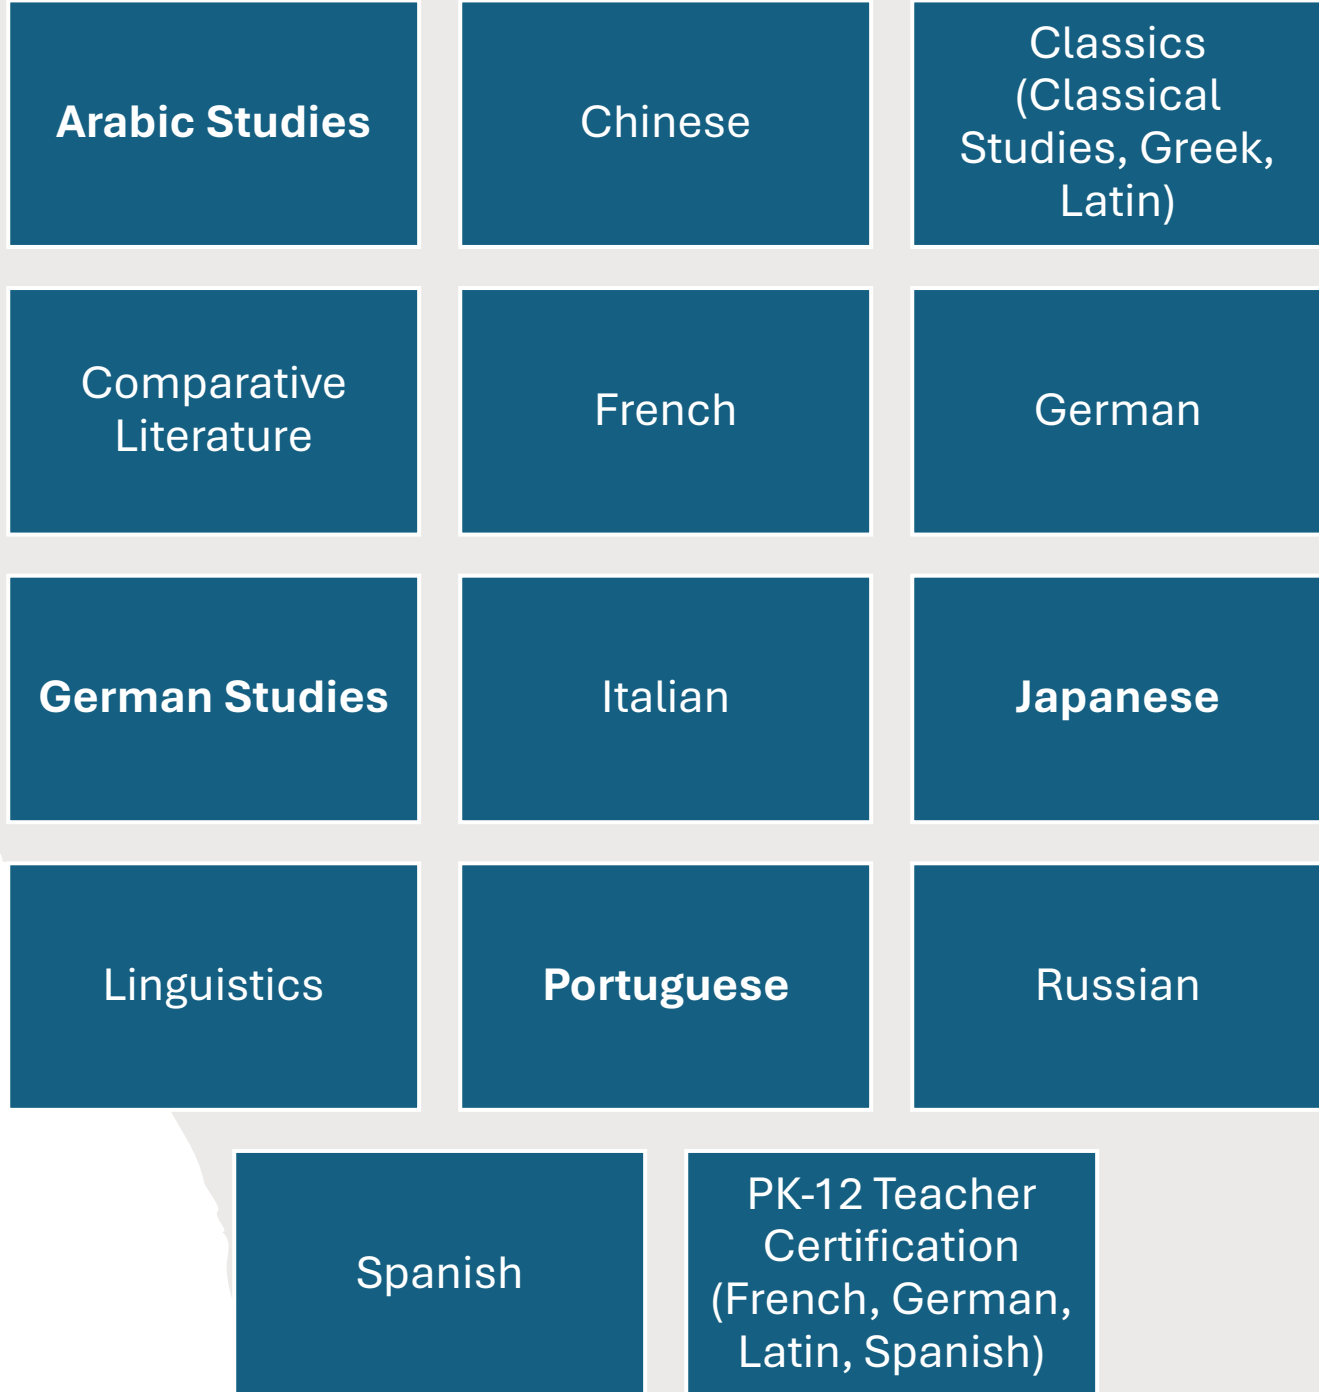 Arabic Studies
Chinese
Classics
(Classical
Studies, Greek,
Latin)
Comparative
Literature
French
German
German Studies
Italian
Japanese
Linguistics
Portuguese
Russian
Spanish
PK-12 Teacher
Certification
(French, German,
Latin, Spanish)